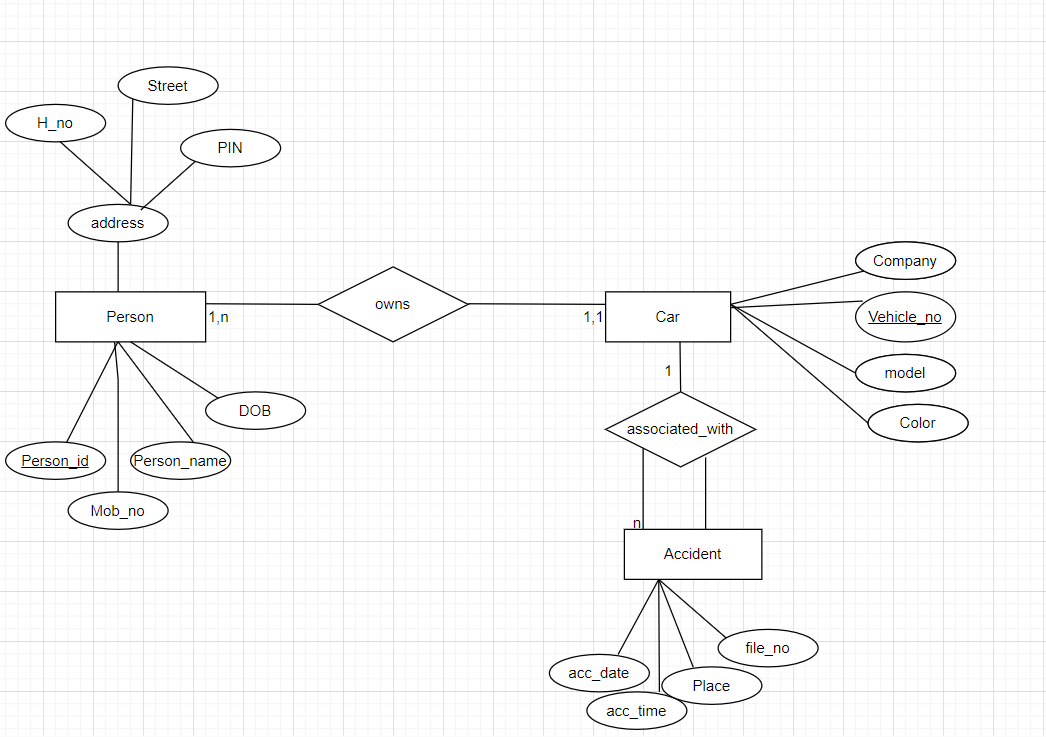 Street
H_no
PIN
address
Company
owns
Person
1,n
1,1
Car
Vehicle_no
1
model
DOB
Color
associated_with
Person_id
Person_name
Mob_no
n
Accident
file_no
acc_date
Place
acc_time